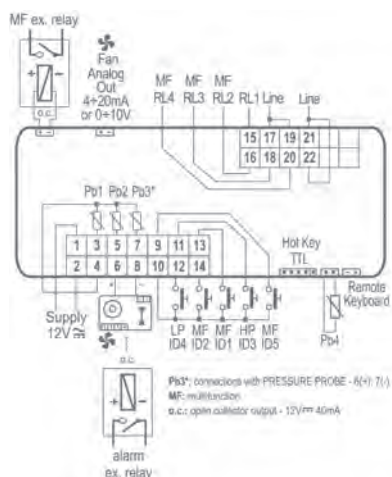 MF ex. relay
o.c.
Fan
Analog
Out
4÷20mA
or 0÷10V
MF
RL4
MF
RL3
MF
RL2
RL1
Line
Line
15 17 19 21
16 18 20 22
Pb1 Pb2 Pb3*
1 3 5 7 9 11 13
2 4 6 8 10 12 14
Hot Key
TTL
Remote
Keyboard
Pb4
Supply
12V
LP
ID4
MF
ID2
MF
ID1
HP
ID3
MF
ID5
o.c.
Pb3*: connections with PRESSURE PROBE - 6(+); 7(-)
MF: multifunction
o.c.: open collector output - 12V 40mA
alarm
ex. relay